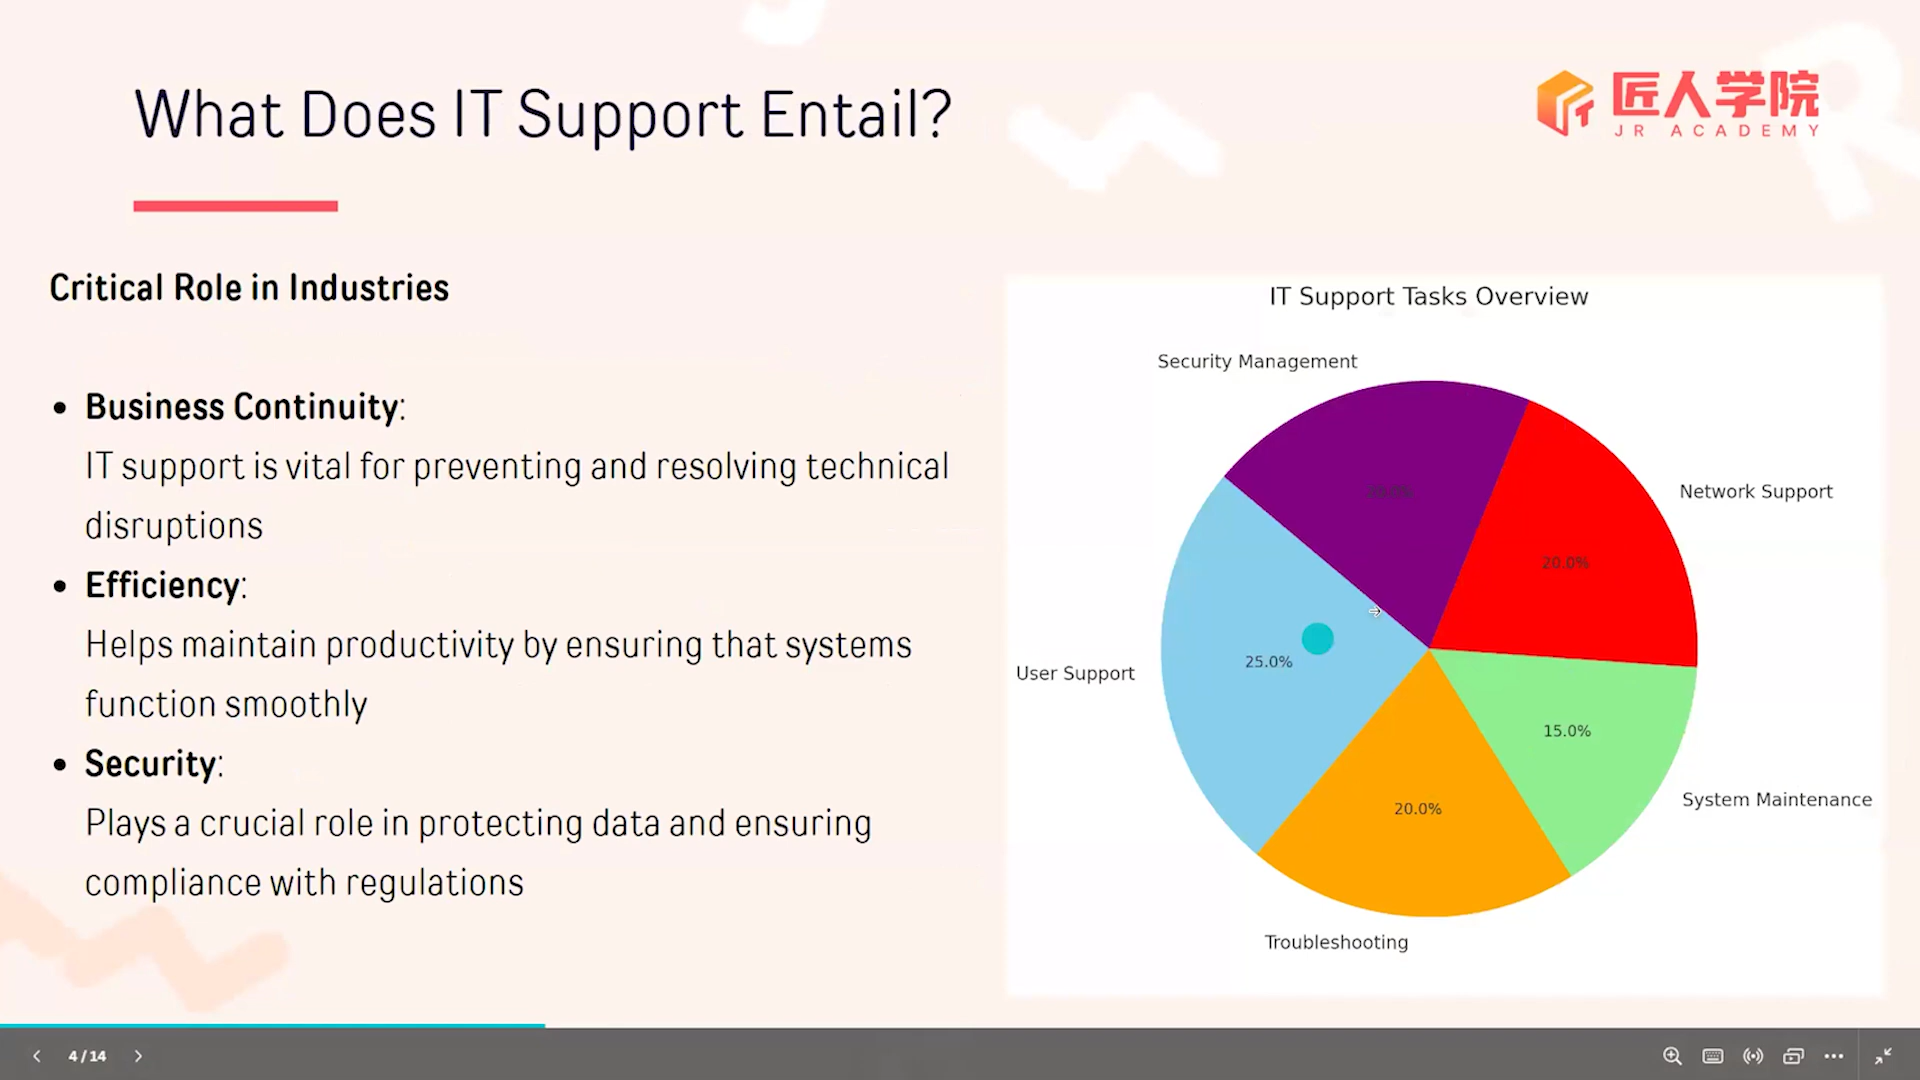 What Does IT Support Entail?
匠人学院
JR ACADEMY
Critical Role in Industries
• Business Continuity:
IT support is vital for preventing and resolving technical
disruptions
• Efficiency:
Helps maintain productivity by ensuring that systems
function smoothly
• Security:
Plays a crucial role in protecting data and ensuring
compliance with regulations
IT Support Tasks Overview
Security Management
Network Support
20.0%
25.0%
User Support
15.0%
System Maintenance
20.0%
Troubleshooting
4 / 14